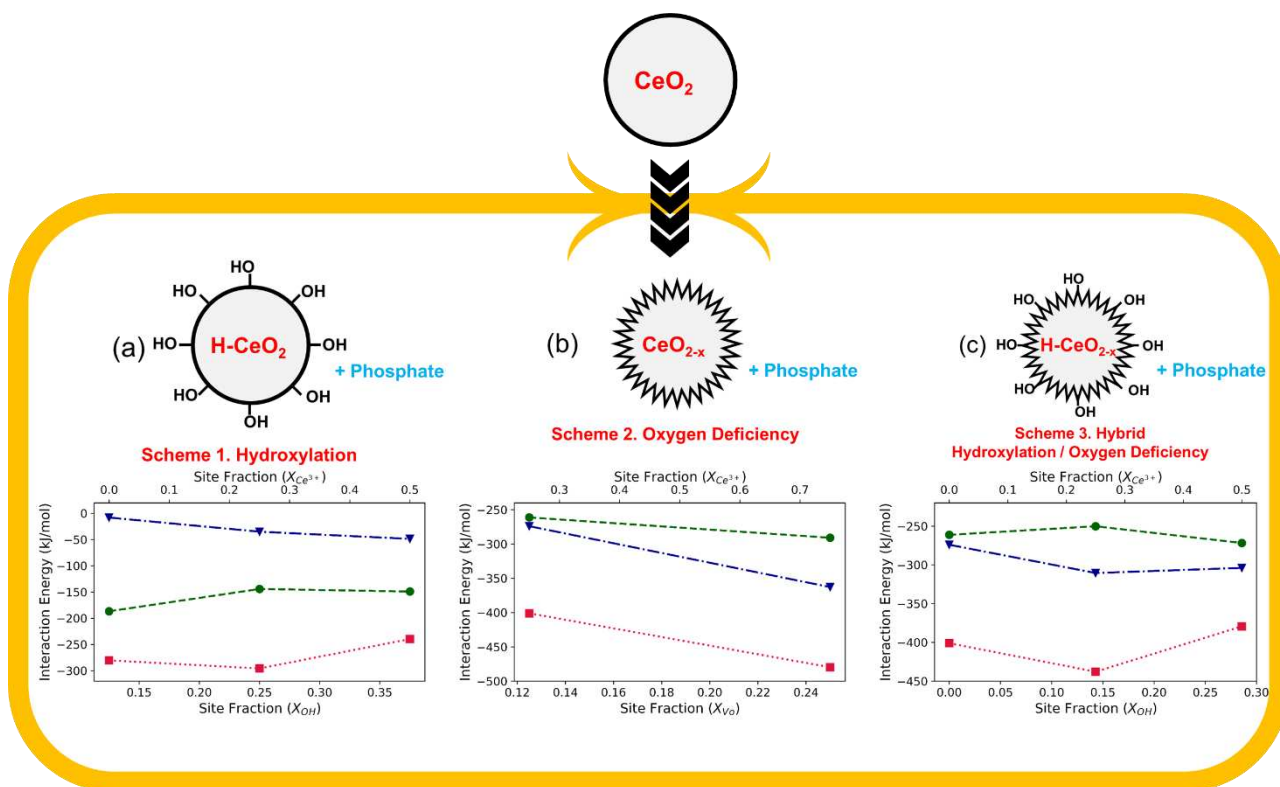 CeO2
(a)
HO
HO
OH
HO
H-CeO2
OH
HO
OH
OH
+ Phosphate
Scheme 1. Hydroxylation
Site Fraction (XCe3+)
0.0 0.1 0.2 0.3 0.4 0.5
Interaction Energy (kJ/mol)
0
−50
−100
−150
−200
−250
−300
0.15 0.20 0.25 0.30 0.35
Site Fraction (XOH)
(b)
CeO2-x
+ Phosphate
Scheme 2. Oxygen Deficiency
Site Fraction (XCe3+)
0.3 0.4 0.5 0.6 0.7
Interaction Energy (kJ/mol)
−250
−300
−350
−400
−450
−500
0.12 0.14 0.16 0.18 0.20 0.22 0.24
Site Fraction (XVo)
(c)
HO
HO
OH
HO
H-CeO2-x
OH
HO
OH
OH
+ Phosphate
Scheme 3. Hybrid
Hydroxylation / Oxygen Deficiency
Site Fraction (XCe3+)
0.0 0.1 0.2 0.3 0.4 0.5
Interaction Energy (kJ/mol)
−250
−300
−350
−400
−450
0.00 0.05 0.10 0.15 0.20 0.25 0.30
Site Fraction (XOH)